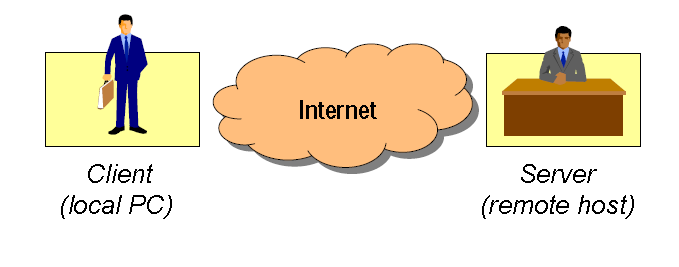 Internet
Client
(local PC)
Server
(remote host)